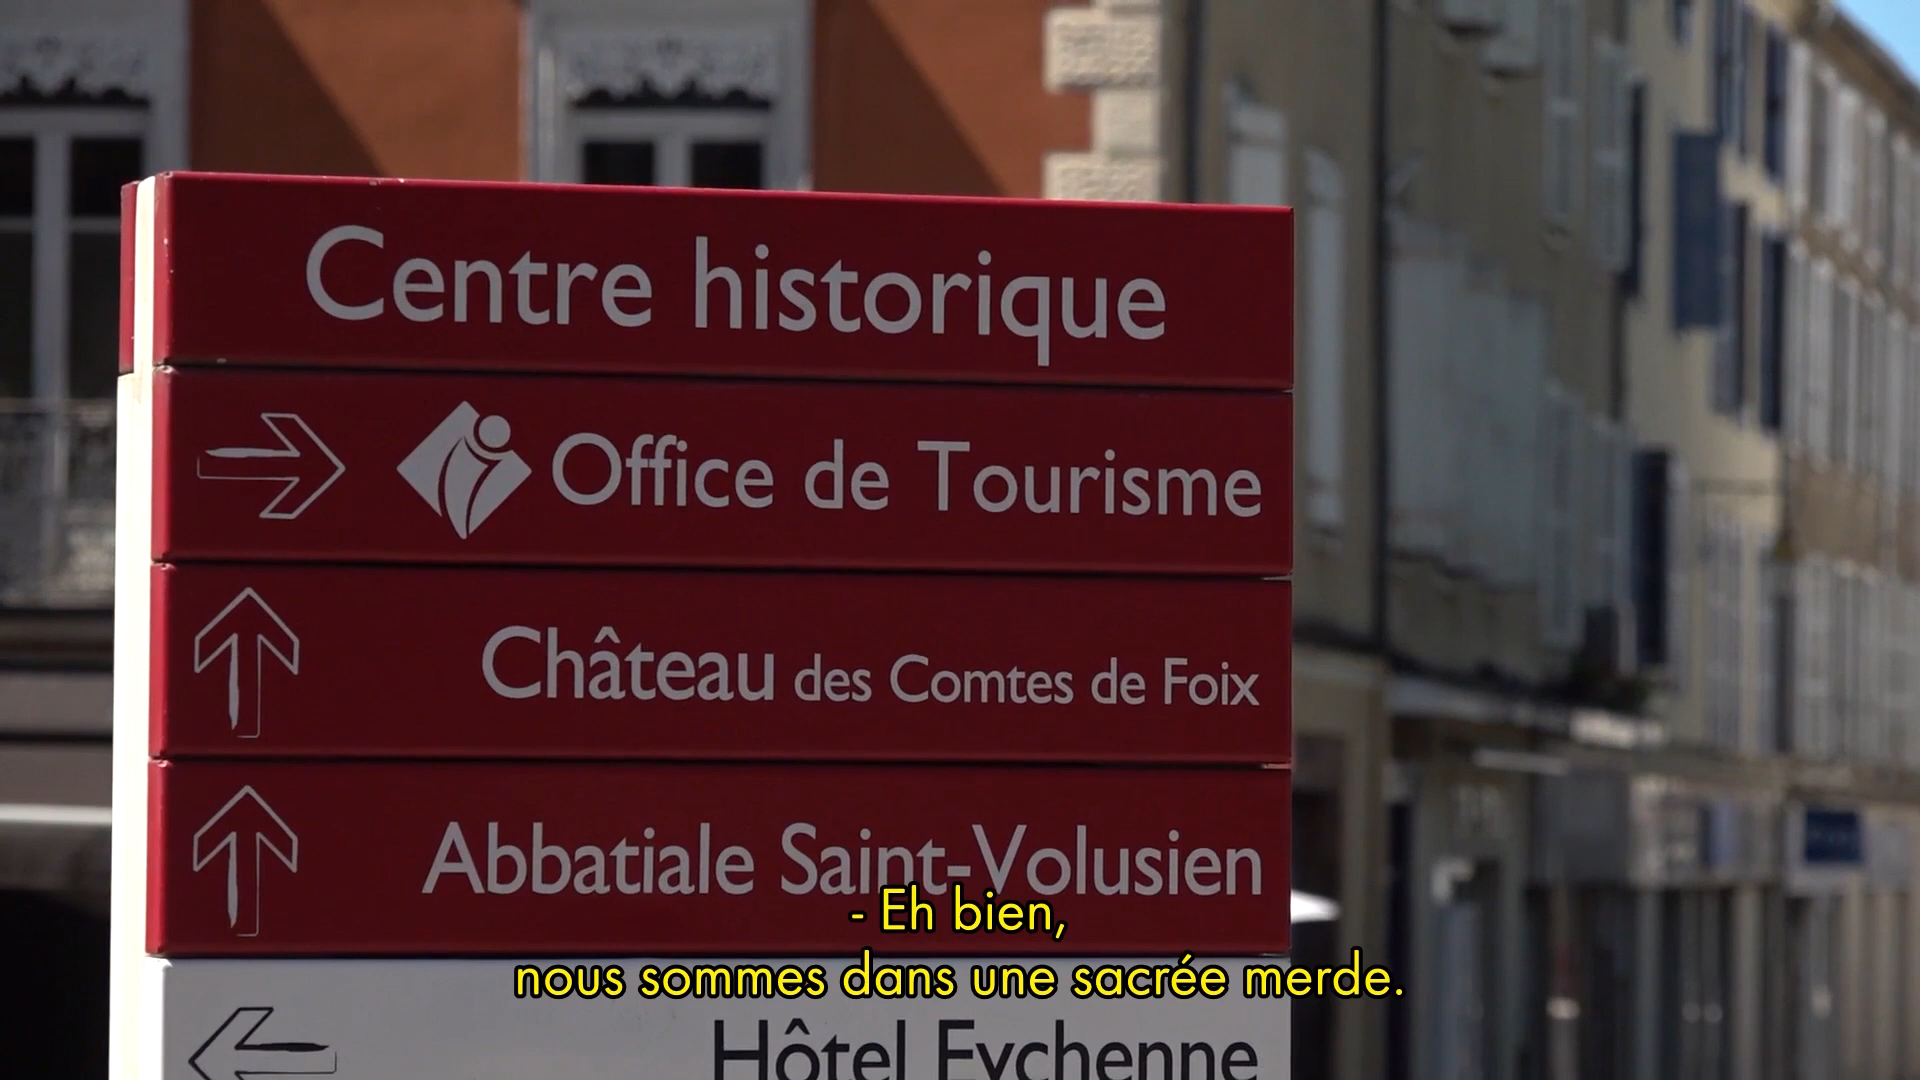 Centre historique
Office de Tourisme
Château des Comtes de Foix
Abbatiale Saint-Volusien
- Eh bien,
nous sommes dans une sacrée merde.
Hôtel Eychenne